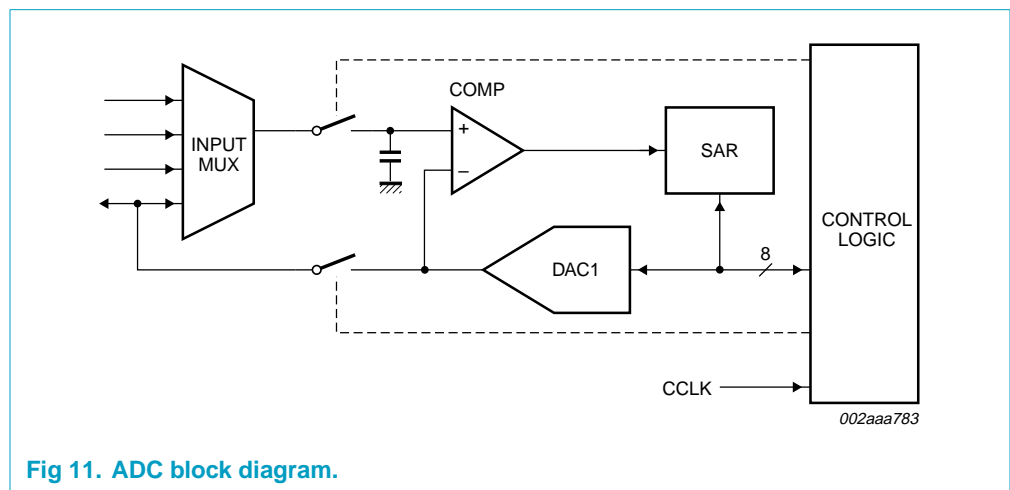 COMP
+
−
INPUT
MUX
SAR
CONTROL
LOGIC
DAC1
8
CCLK
002aaa783
Fig 11. ADC block diagram.